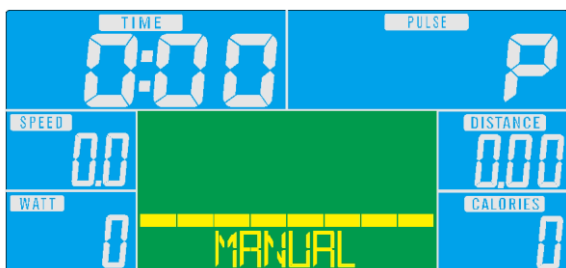 TIME PULSE
0:00 P
SPEED DISTANCE
0.0 0.00
WATT CALORIES
0 0
MANUAL